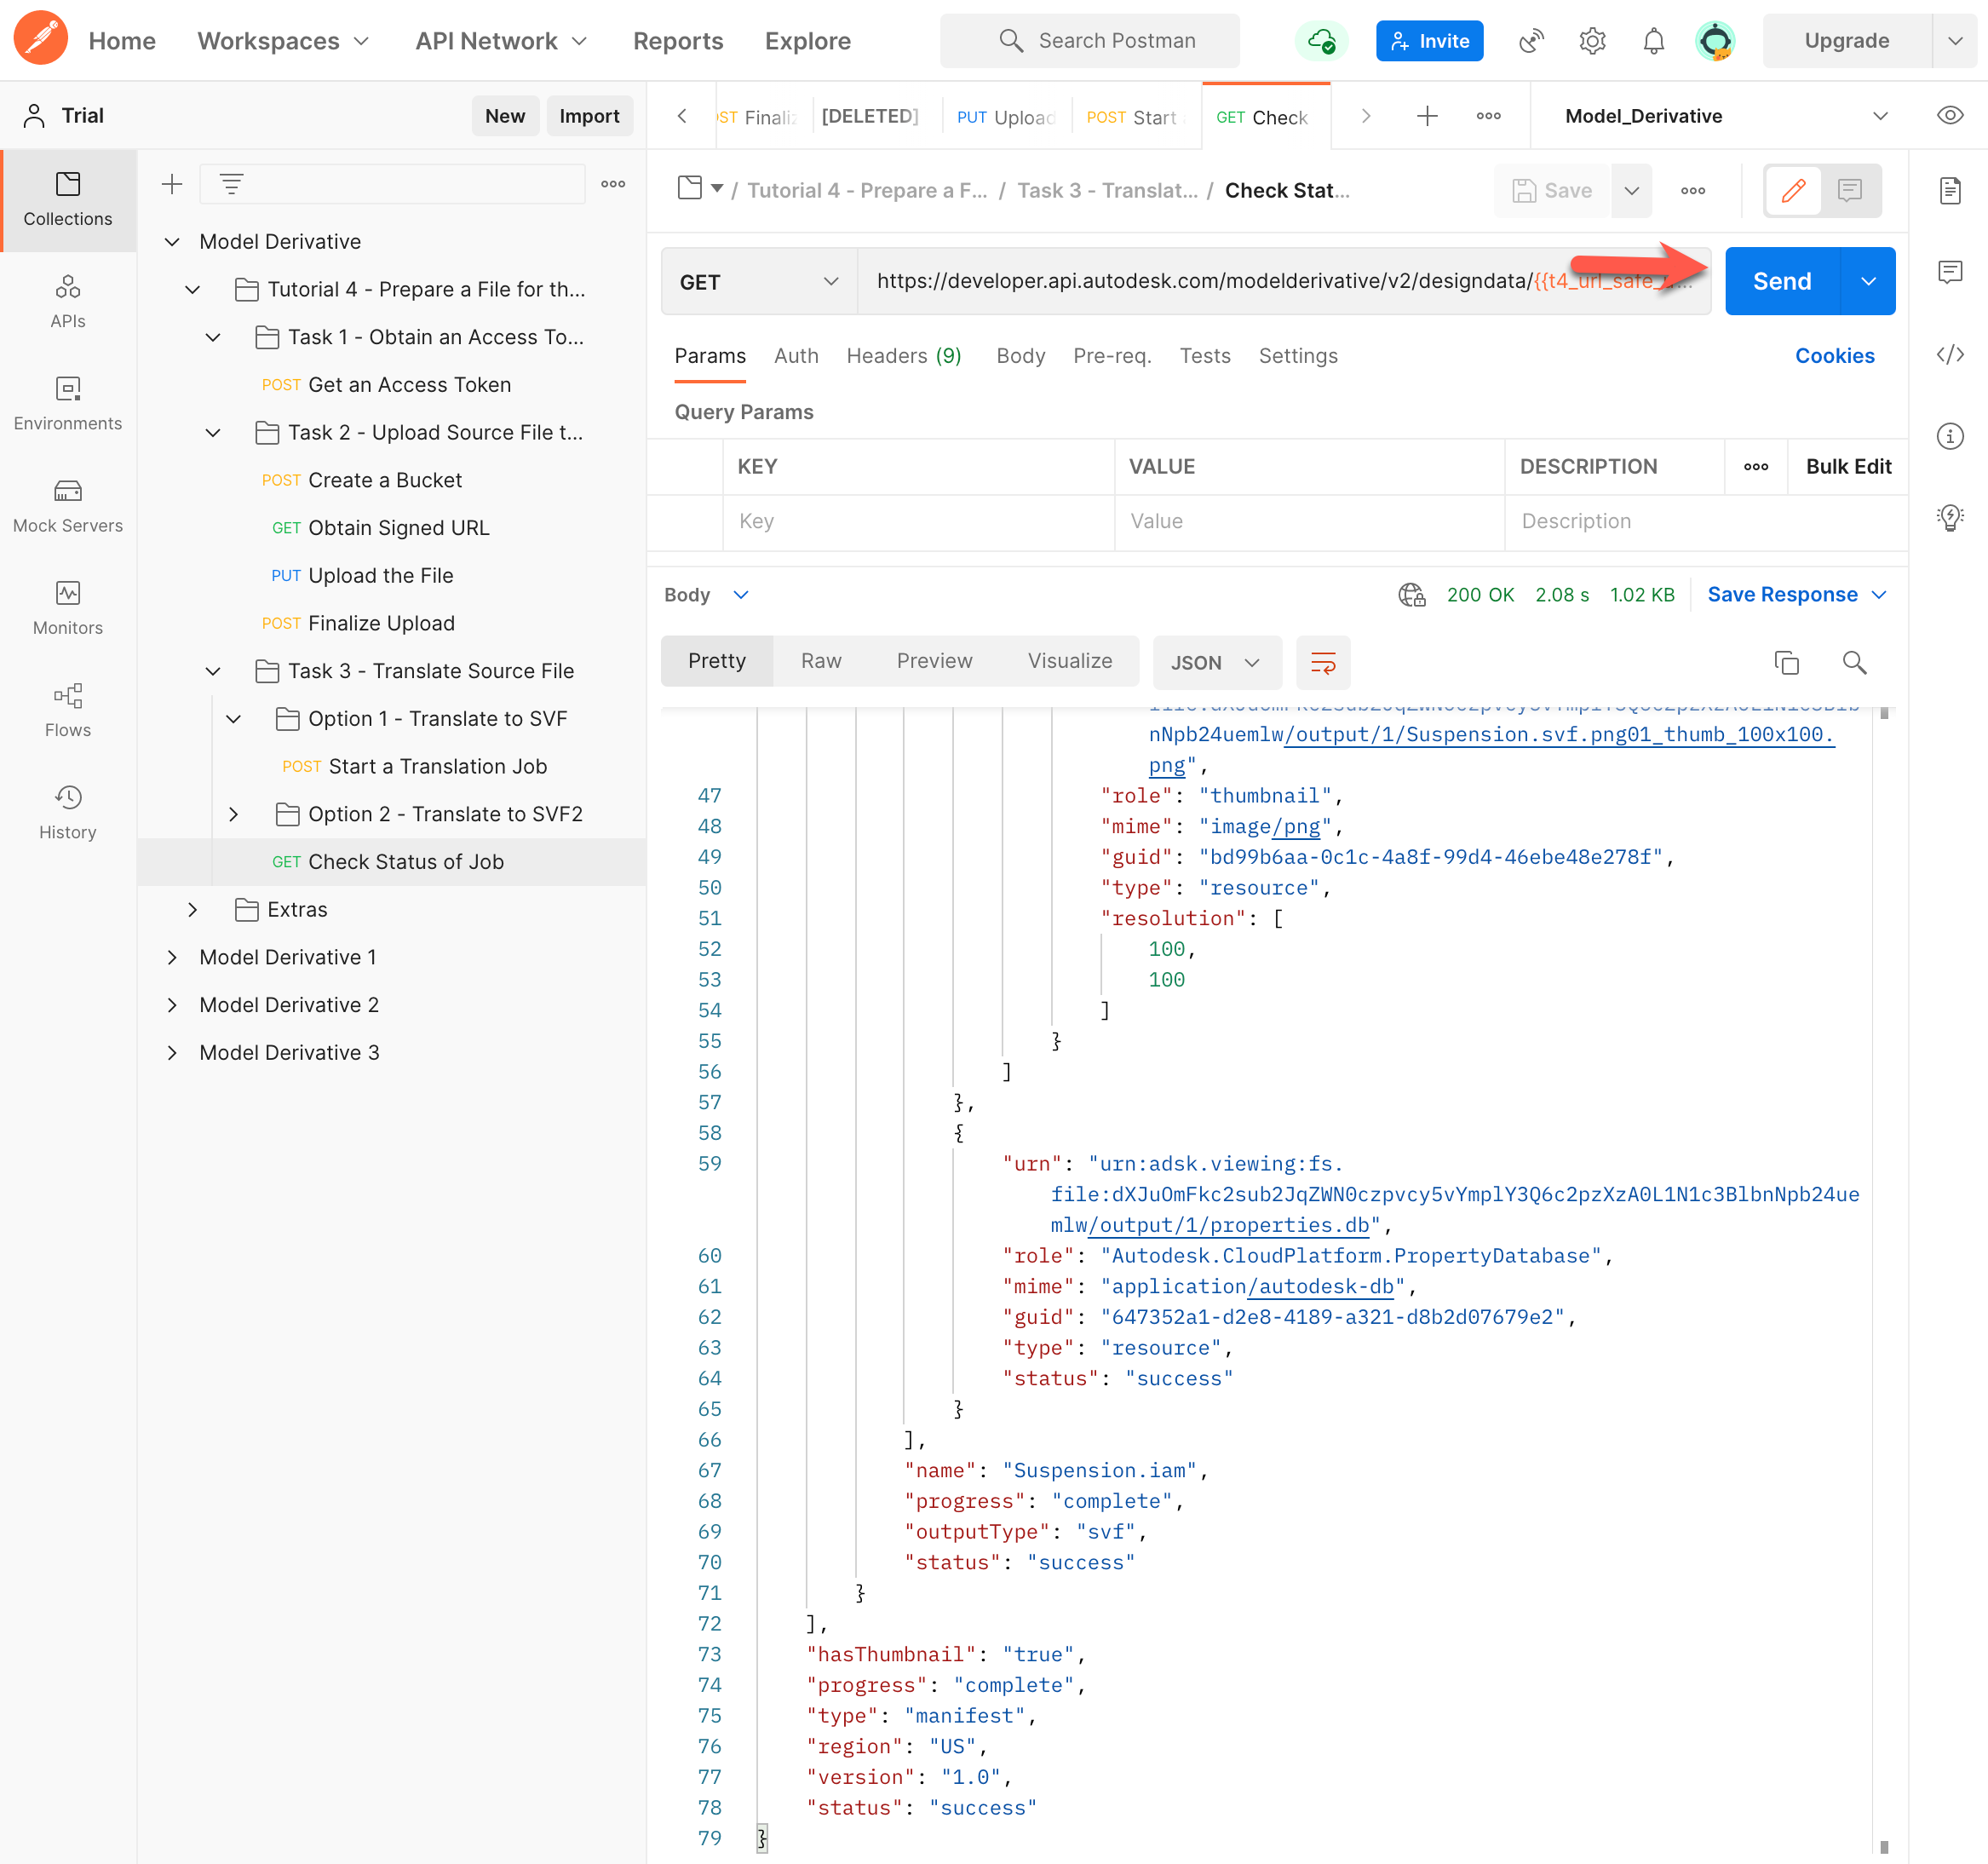 Home Workspaces API Network Reports Explore Search Postman Invite Upgrade
Trial New Import
ST Finaliz [DELETED] PUT Upload POST Start GET Check Model_Derivative
Collections
APIs
Environments
Mock Servers
Monitors
Flows
History
Model Derivative
Tutorial 4 - Prepare a File for th...
Task 1 - Obtain an Access To...
POST Get an Access Token
Task 2 - Upload Source File t...
POST Create a Bucket
GET Obtain Signed URL
PUT Upload the File
POST Finalize Upload
Task 3 - Translate Source File
Option 1 - Translate to SVF
POST Start a Translation Job
Option 2 - Translate to SVF2
GET Check Status of Job
Extras
Model Derivative 1
Model Derivative 2
Model Derivative 3
/ Tutorial 4 - Prepare a F... / Task 3 - Translat... / Check Stat... Save
GET https://developer.api.autodesk.com/modelderivative/v2/designdata/{{t4_url_safe_ Send
Params Auth Headers (9) Body Pre-req. Tests Settings Cookies
Query Params
KEY VALUE DESCRIPTION Bulk Edit
Key Value Description
Body 200 OK 2.08 s 1.02 KB Save Response
Pretty Raw Preview Visualize JSON
nNpb24uemlw/output/1/Suspension.svf.png01_thumb_100x100.
png",
47 "role": "thumbnail",
48 "mime": "image/png",
49 "guid": "bd99b6aa-0c1c-4a8f-99d4-46ebe48e278f",
50 "type": "resource",
51 "resolution": [
52 100,
53 100
54 ]
55 }
56 ]
57 },
58 {
59 "urn": "urn:adsk.viewing:fs.
file:dXJuOmFkc2sub2JqZWN0czpvcy5vYmplY3Q6c2pzXzA0L1N1c3BlbnNpb24ue
mlw/output/1/properties.db",
60 "role": "Autodesk.CloudPlatform.PropertyDatabase",
61 "mime": "application/autodesk-db",
62 "guid": "647352a1-d2e8-4189-a321-d8b2d07679e2",
63 "type": "resource",
64 "status": "success"
65 }
66 ],
67 "name": "Suspension.iam",
68 "progress": "complete",
69 "outputType": "svf",
70 "status": "success"
71 }
72 ],
73 "hasThumbnail": "true",
74 "progress": "complete",
75 "type": "manifest",
76 "region": "US",
77 "version": "1.0",
78 "status": "success"
79 }